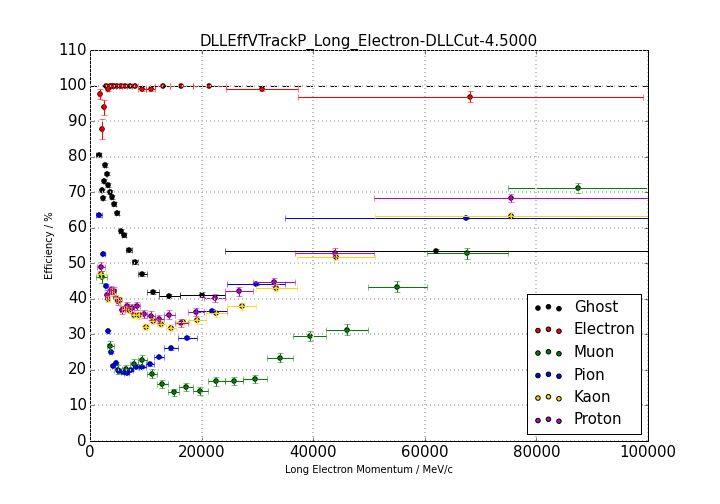 DLLEffVTrackP_Long_Electron-DLLCut-4.5000
110
100
90
80
70
60
50
40
30
20
10
0
Efficiency / %
0 20000 40000 60000 80000 100000
Long Electron Momentum / MeV/c
Ghost
Electron
Muon
Pion
Kaon
Proton